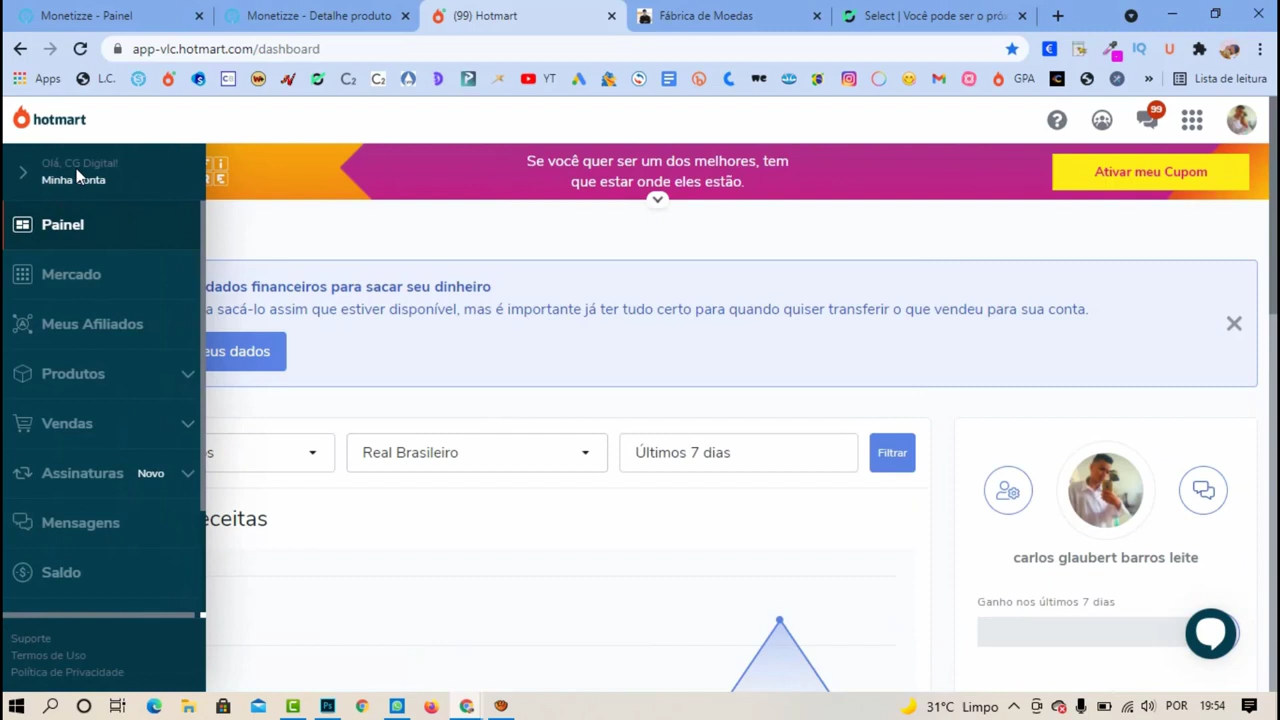 Monetizze - Painel
Monetizze - Detalhe produto
(99) Hotmart
Fábrica de Moedas
Select | Você pode ser o pró
app-vlc.hotmart.com/dashboard
Apps
L.C.
YT
GPA
Lista de leitura
hotmart
99
Olá, CG Digital!
Minha Conta
Se você quer ser um dos melhores, tem
que estar onde eles estão.
Ativar meu Cupom
Painel
Mercado
Meus Afiliados
Produtos
Vendas
Assinaturas Novo
Mensagens
Saldo
Suporte
Termos de Uso
Política de Privacidade
dados financeiros para sacar seu dinheiro
a sacá-lo assim que estiver disponível, mas é importante já ter tudo certo para quando quiser transferir o que vendeu para sua conta.
eus dados
os
Real Brasileiro
Últimos 7 dias
Filtrar
eceitas
carlos glaubert barros leite
Ganho nos últimos 7 dias
31°C Limpo
POR
19:54